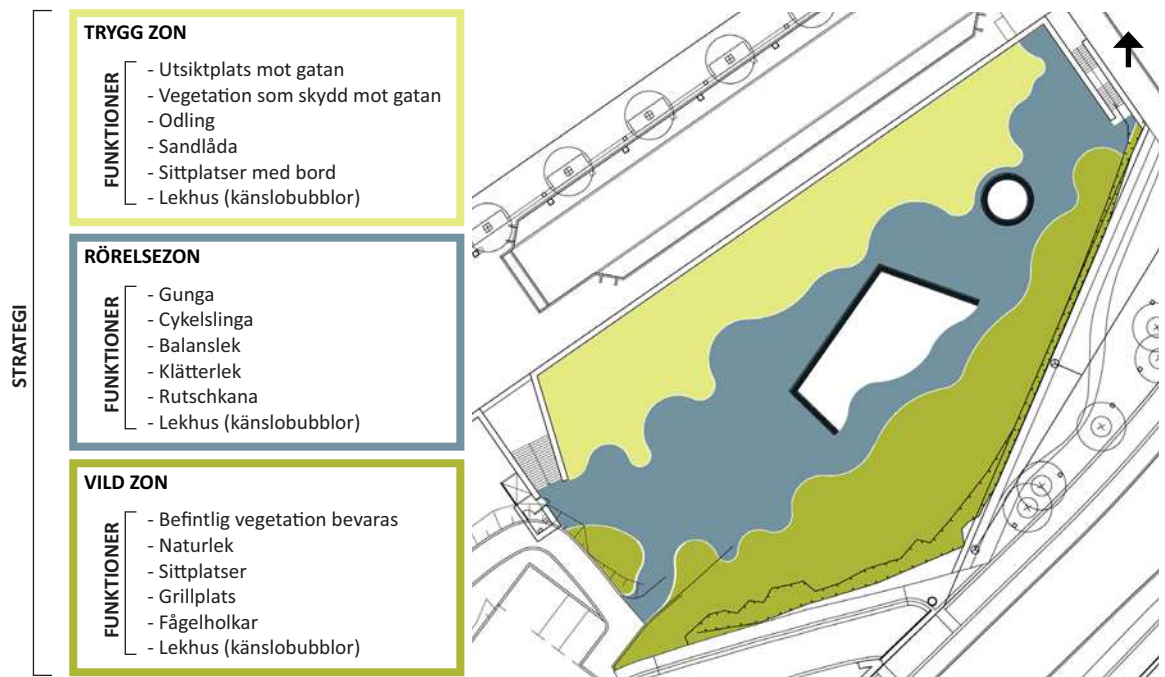 STRATEGI
TRYGG ZON
FUNKTIONER
- Utsiktplats mot gatan
- Vegetation som skydd mot gatan
- Odling
- Sandlåda
- Sittplatser med bord
- Lekhus (känslobubblor)
RÖRELSEZON
FUNKTIONER
- Gunga
- Cykelslinga
- Balanslek
- Klätterlek
- Rutschkana
- Lekhus (känslobubblor)
VILD ZON
FUNKTIONER
- Befintlig vegetation bevaras
- Naturlek
- Sittplatser
- Grillplats
- Fågelholkar
- Lekhus (känslobubblor)